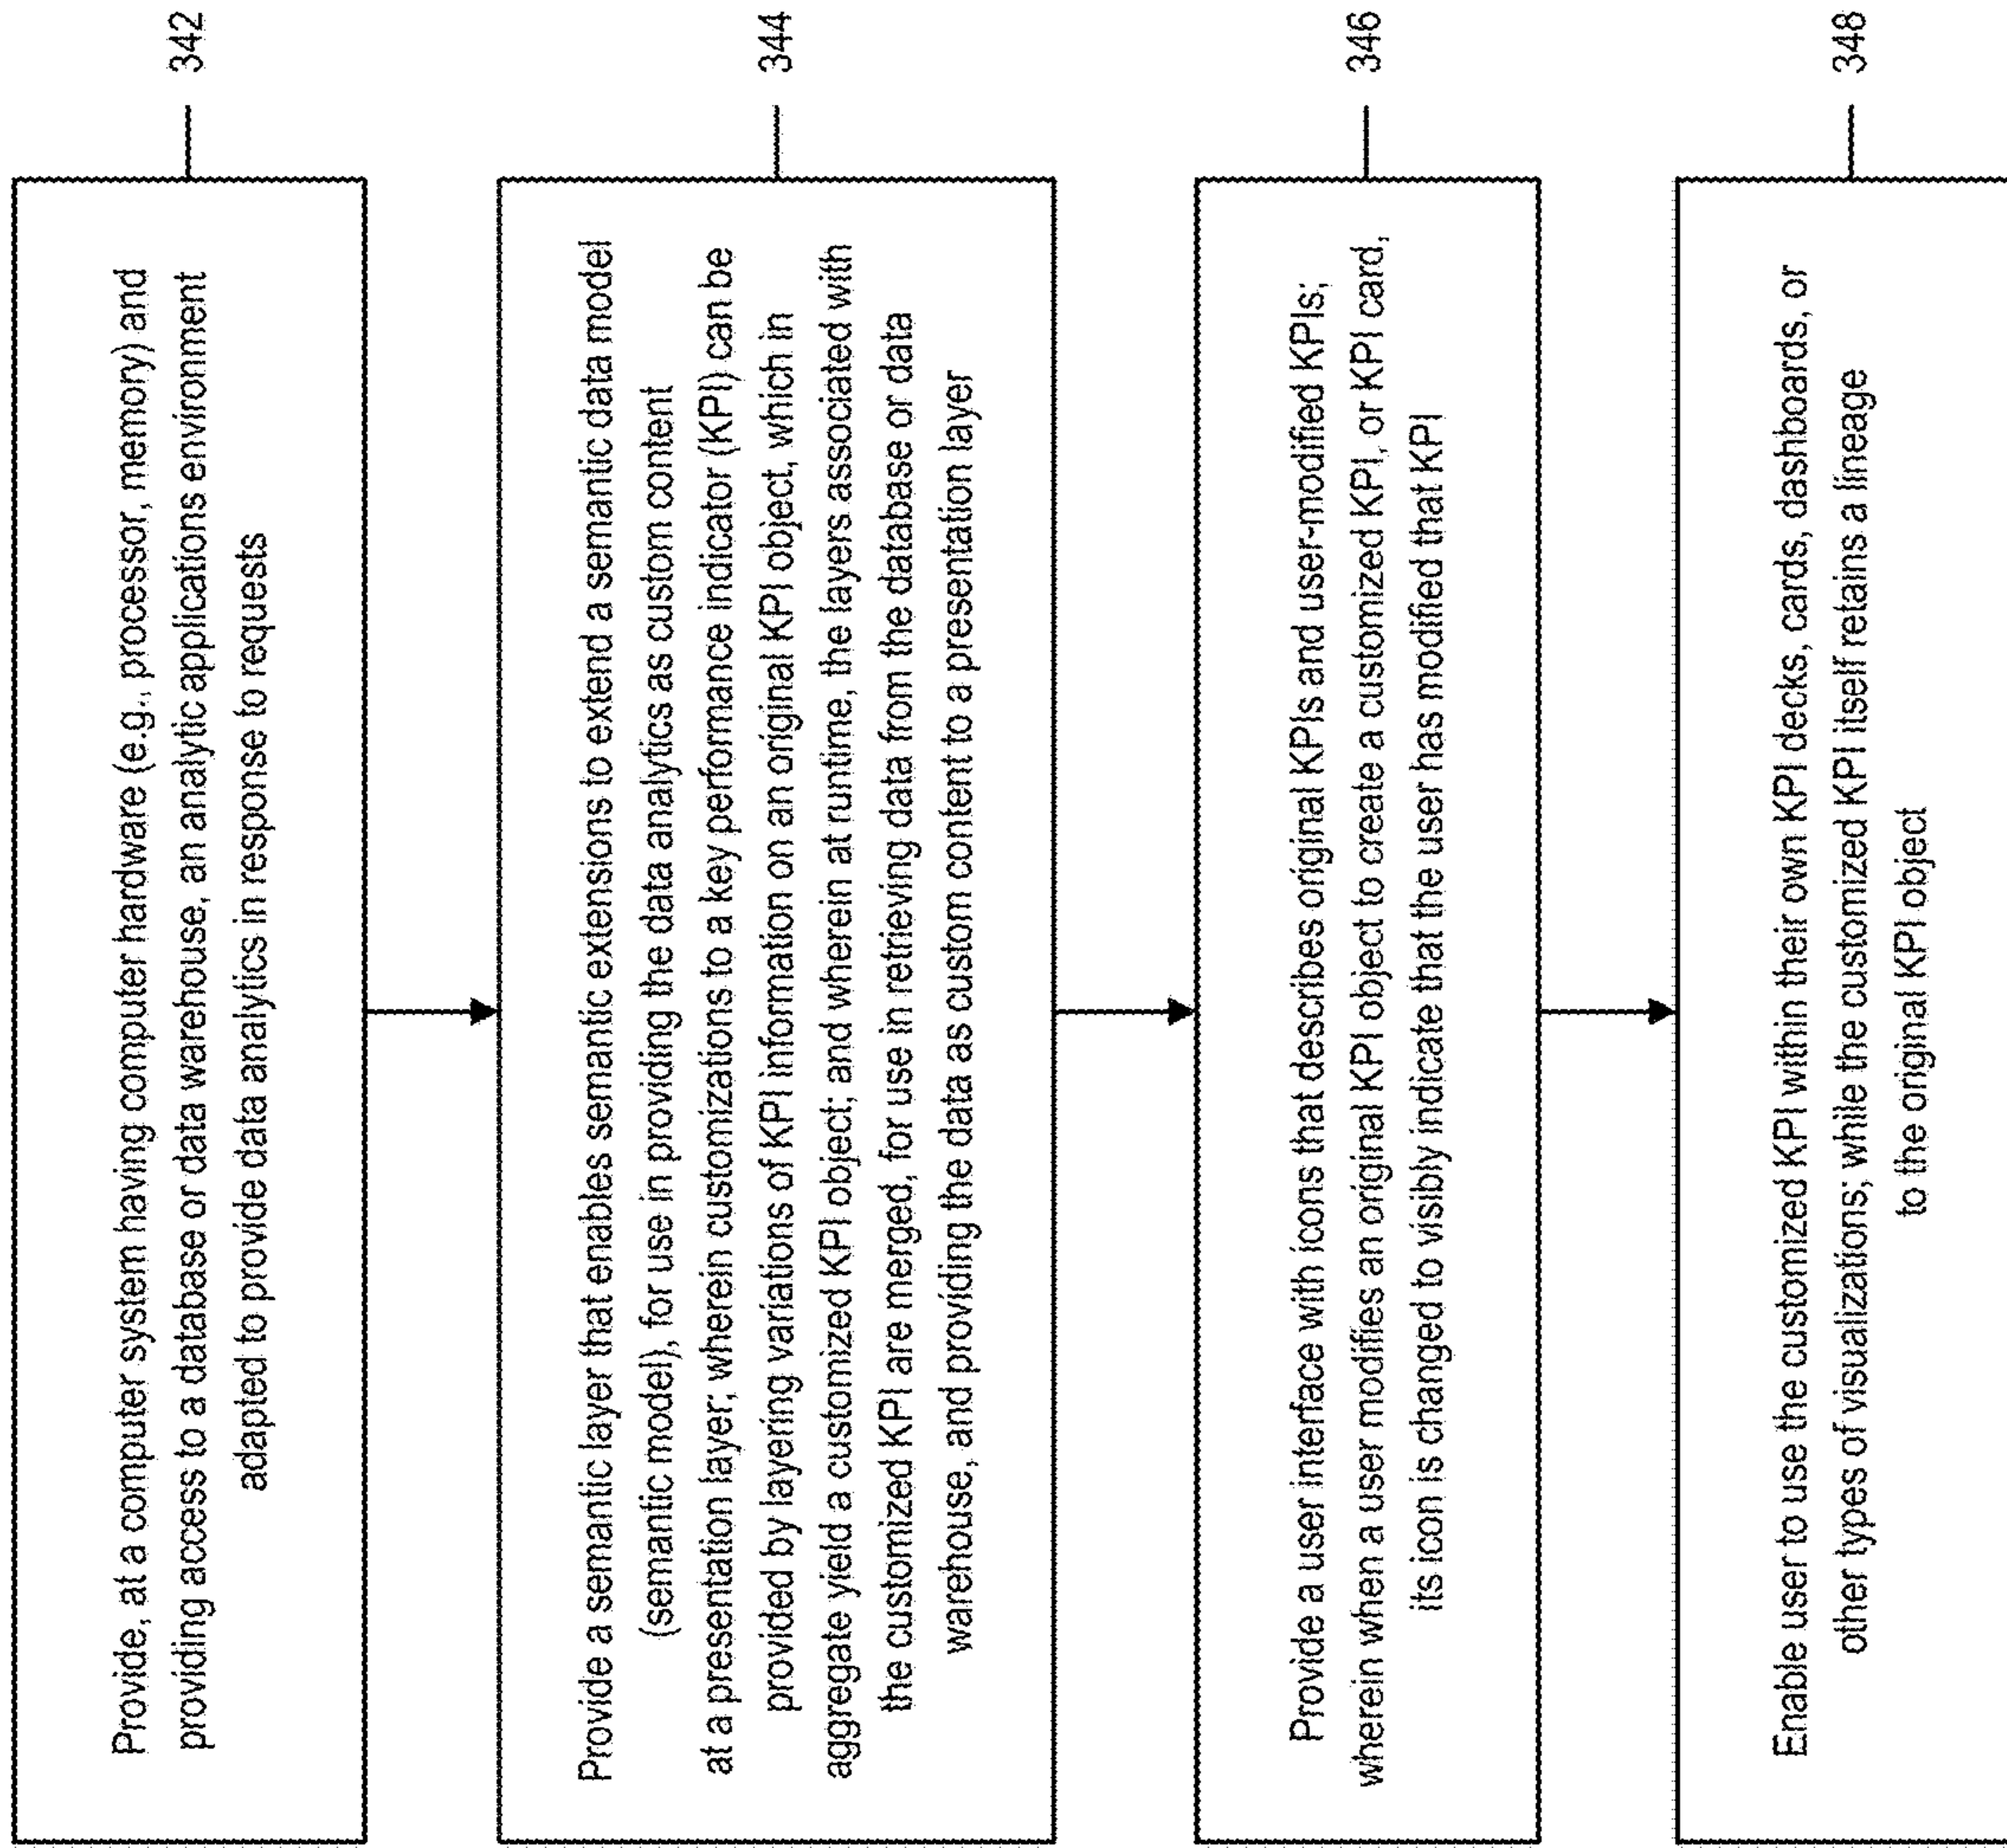 Provide, at a computer system having computer hardware (e.g., processor, memory) and
providing access to a database or data warehouse, an analytic applications environment
adapted to provide data analytics in response to requests
342
Provide a semantic layer that enables semantic extensions to extend a semantic data model
(semantic model), for use in providing the data analytics as custom content
at a presentation layer; wherein customizations to a key performance indicator (KPI) can be
provided by layering variations of KPI information on an original KPI object, which in
aggregate yield a customized KPI object; and wherein at runtime, the layers associated with
the customized KPI are merged, for use in retrieving data from the database or data
warehouse, and providing the data as custom content to a presentation layer
344
Provide a user interface with icons that describes original KPIs and user-modified KPIs;
wherein when a user modifies an original KPI object to create a customized KPI, or KPI card,
its icon is changed to visibly indicate that the user has modified that KPI
346
Enable user to use the customized KPI within their own KPI decks, cards, dashboards, or
other types of visualizations; while the customized KPI itself retains a lineage
to the original KPI object
348